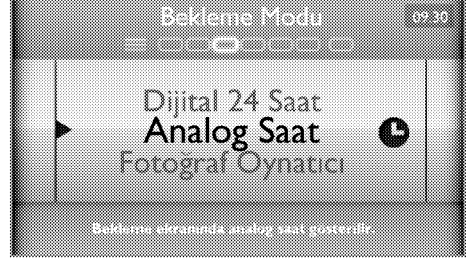 Bekleme Modu
09:30
Dijital 24 Saat
Analog Saat
Fotoğraf Oynatıcı
Bekleme ekranında analog saat gösterilir.